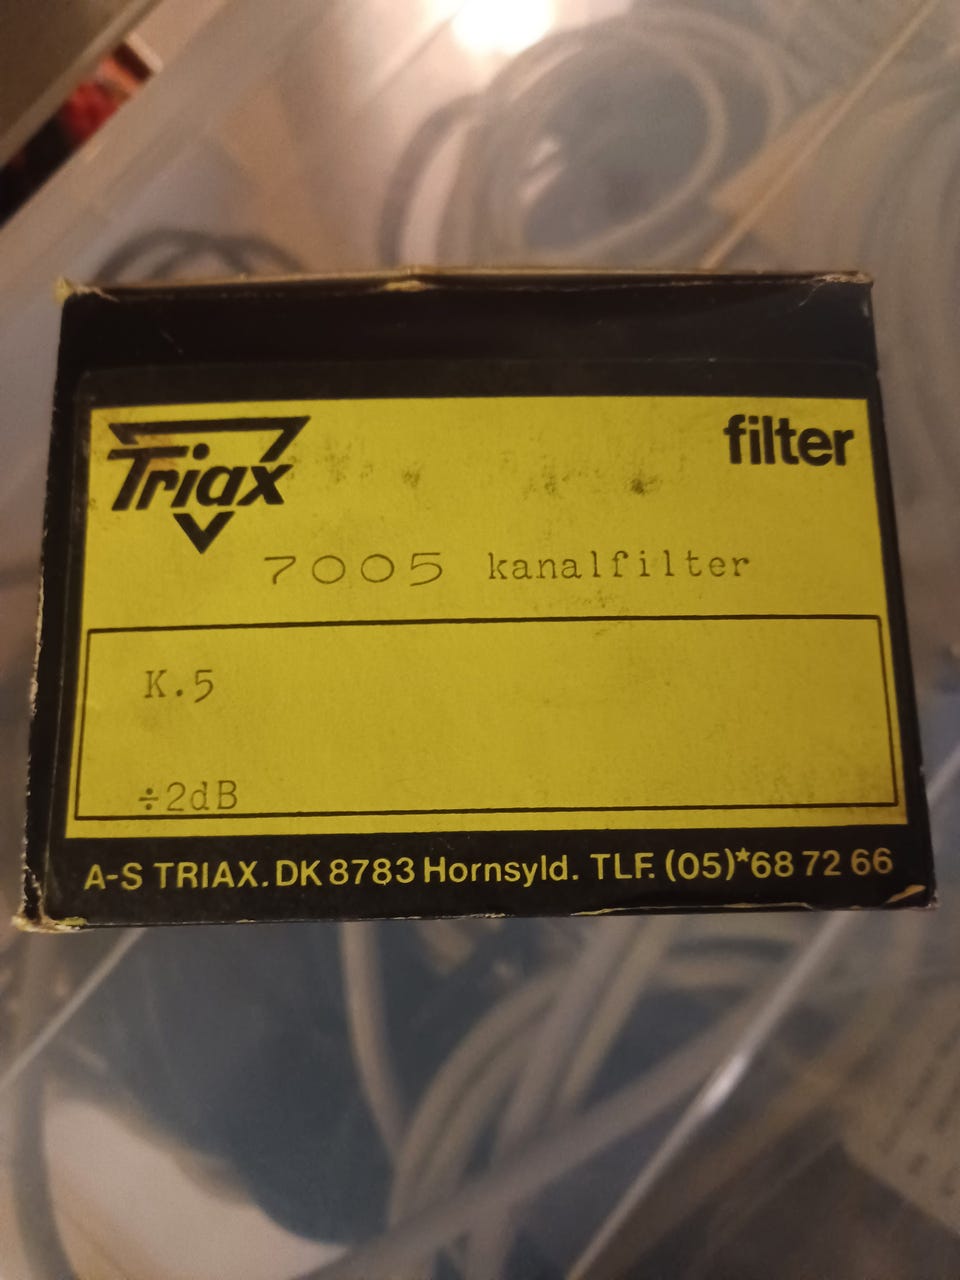 Triax
filter
7005 kanalfilter
K.5
÷2dB
A-S TRIAX. DK 8783 Hornsyld. TLF. (05)*68 72 66